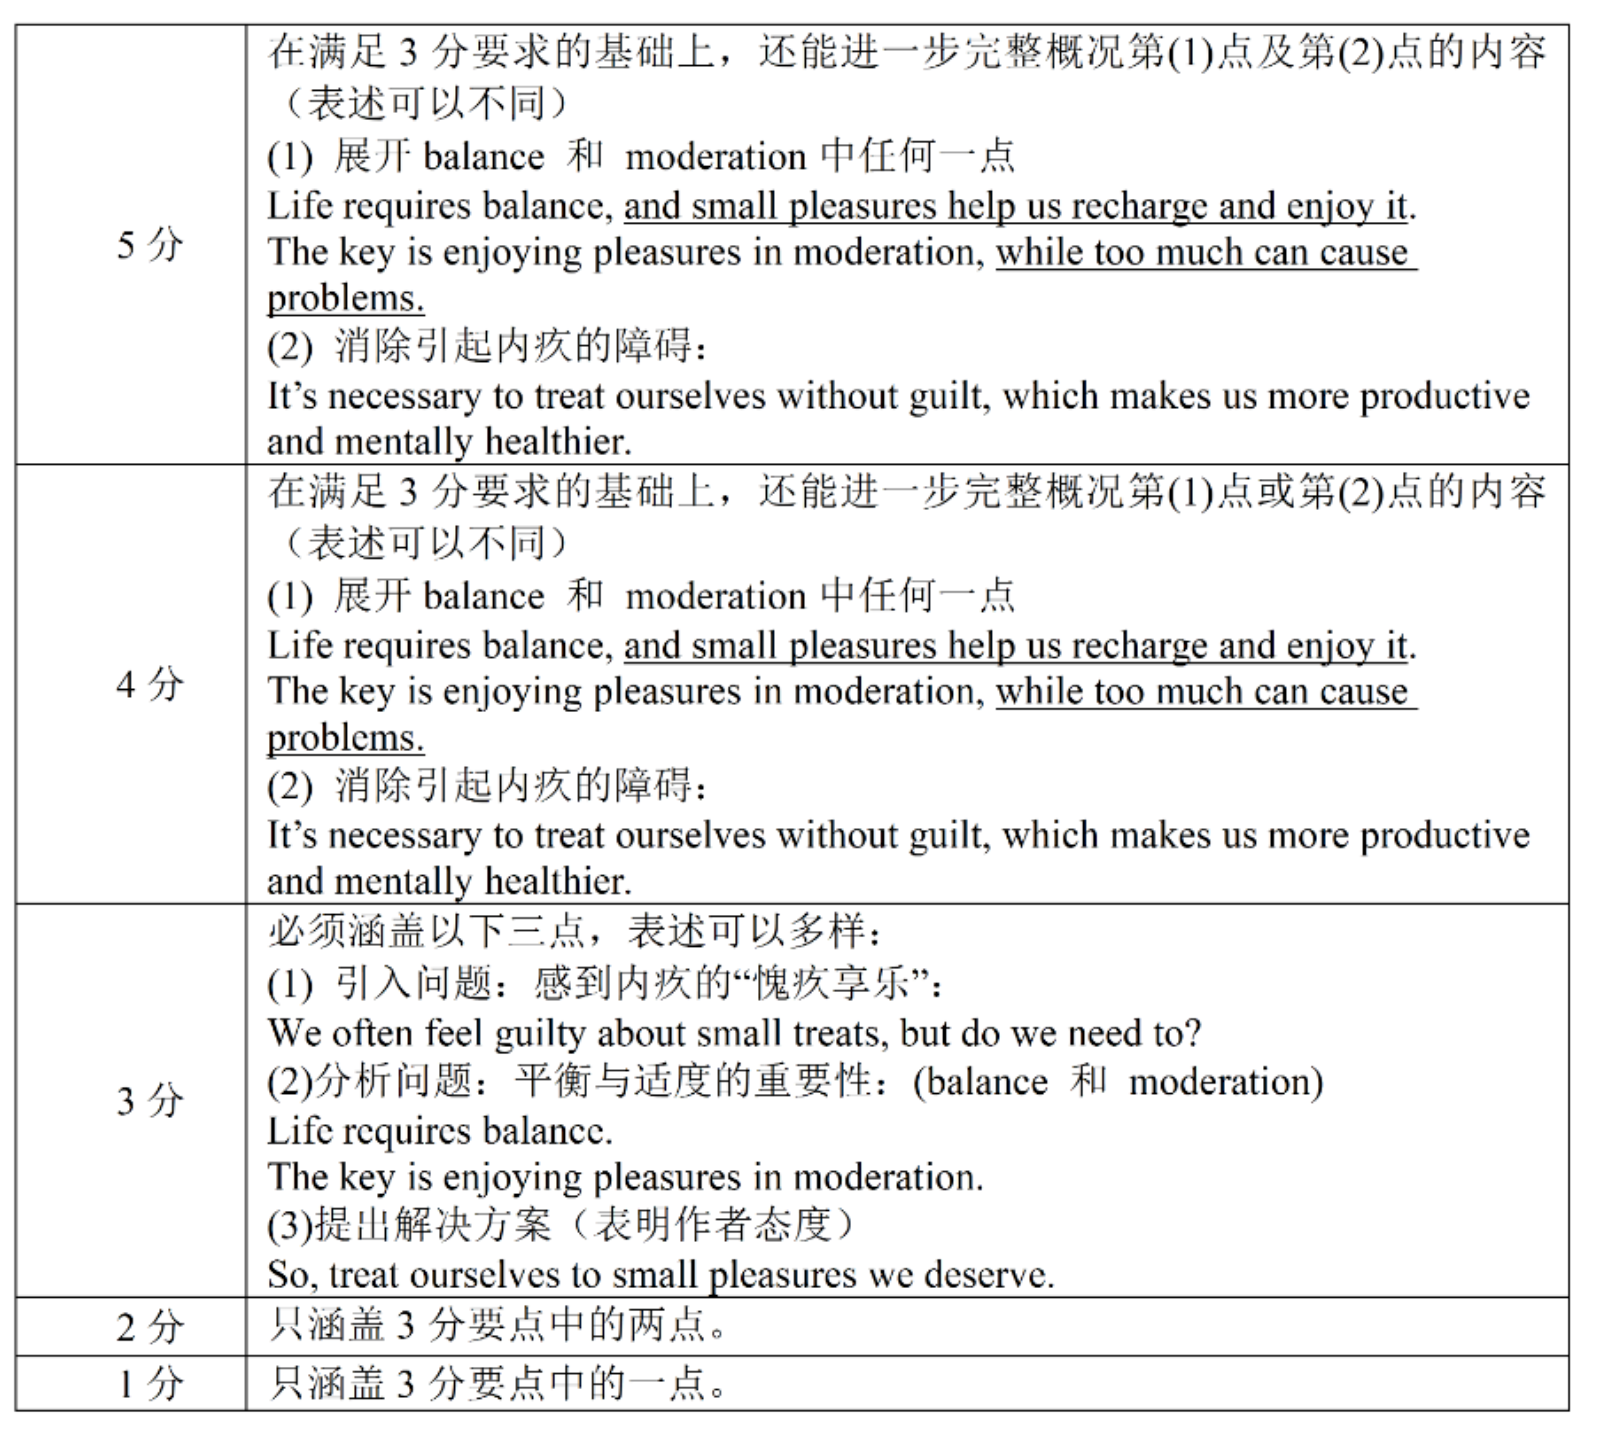 5 分
在满足 3 分要求的基础上，还能进一步完整概况第(1)点及第(2)点的内容
（表述可以不同）
(1) 展开 balance 和 moderation 中任何一点
Life requires balance, and small pleasures help us recharge and enjoy it.
The key is enjoying pleasures in moderation, while too much can cause
problems.
(2) 消除引起内疚的障碍：
It’s necessary to treat ourselves without guilt, which makes us more productive
and mentally healthier.
4 分
在满足 3 分要求的基础上，还能进一步完整概况第(1)点或第(2)点的内容
（表述可以不同）
(1) 展开 balance 和 moderation 中任何一点
Life requires balance, and small pleasures help us recharge and enjoy it.
The key is enjoying pleasures in moderation, while too much can cause
problems.
(2) 消除引起内疚的障碍：
It’s necessary to treat ourselves without guilt, which makes us more productive
and mentally healthier.
3 分
必须涵盖以下三点，表述可以多样：
(1) 引入问题：感到内疚的“愧疚享乐”：
We often feel guilty about small treats, but do we need to?
(2)分析问题：平衡与适度的重要性：(balance 和 moderation)
Life requires balance.
The key is enjoying pleasures in moderation.
(3)提出解决方案（表明作者态度）
So, treat ourselves to small pleasures we deserve.
2 分
只涵盖 3 分要点中的两点。
1 分
只涵盖 3 分要点中的一点。